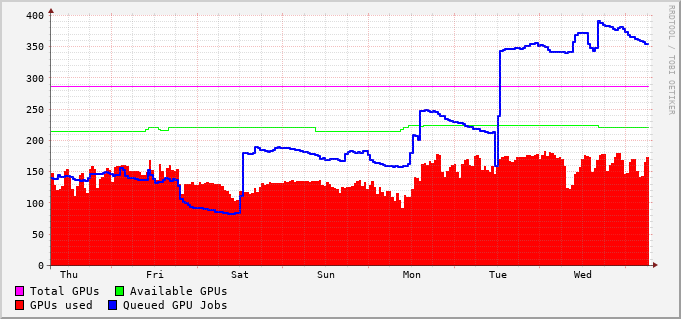 400
350
300
250
200
150
100
50
0
Thu Fri Sat Sun Mon Tue Wed
Total GPUs Available GPUs
GPUs used Queued GPU Jobs
RRDTOOL / TOBI OETIKER